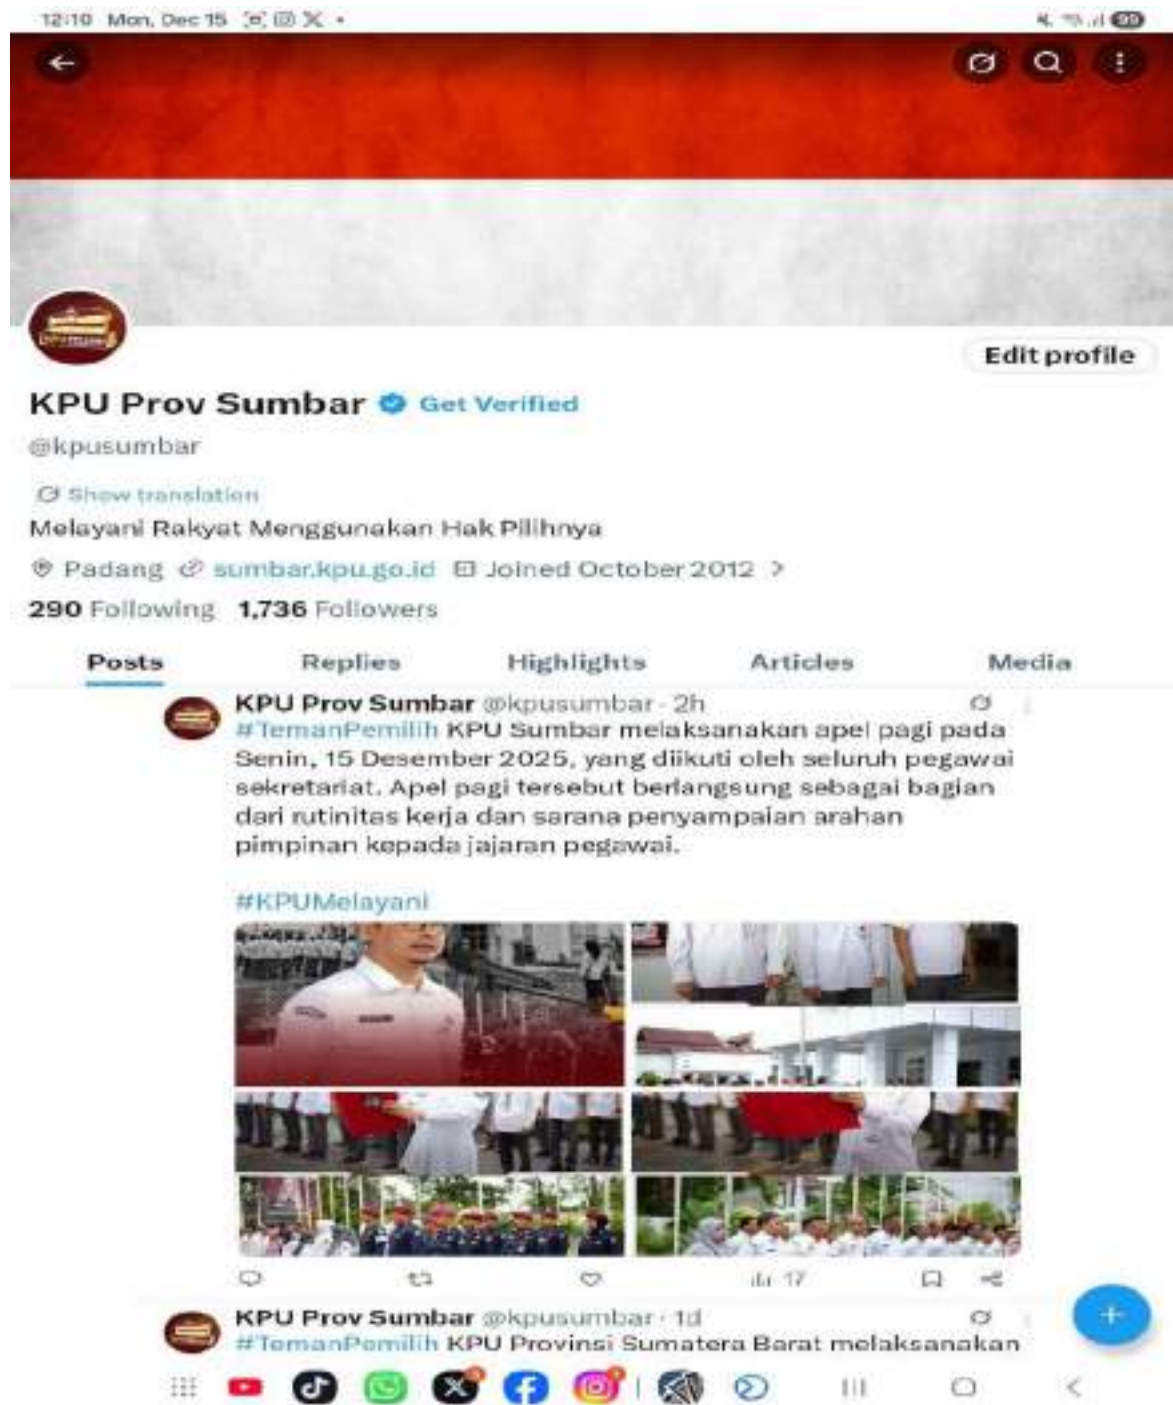 12:10 Mon, Dec 15
99
Edit profile
KPU Prov Sumbar Get Verified
@kpusumbar
Show translation
Melayani Rakyat Menggunakan Hak Pilihnya
Padang sumbar.kpu.go.id Joined October 2012 >
290 Following 1,736 Followers
Posts Replies Highlights Articles Media
KPU Prov Sumbar @kpusumbar · 2h
#TemanPemilih KPU Sumbar melaksanakan apel pagi pada
Senin, 15 Desember 2025, yang diikuti oleh seluruh pegawai
sekretariat. Apel pagi tersebut berlangsung sebagai bagian
dari rutinitas kerja dan sarana penyampaian arahan
pimpinan kepada jajaran pegawai.
#KPUMelayani
17
KPU Prov Sumbar @kpusumbar · 1d
#TemanPemilih KPU Provinsi Sumatera Barat melaksanakan